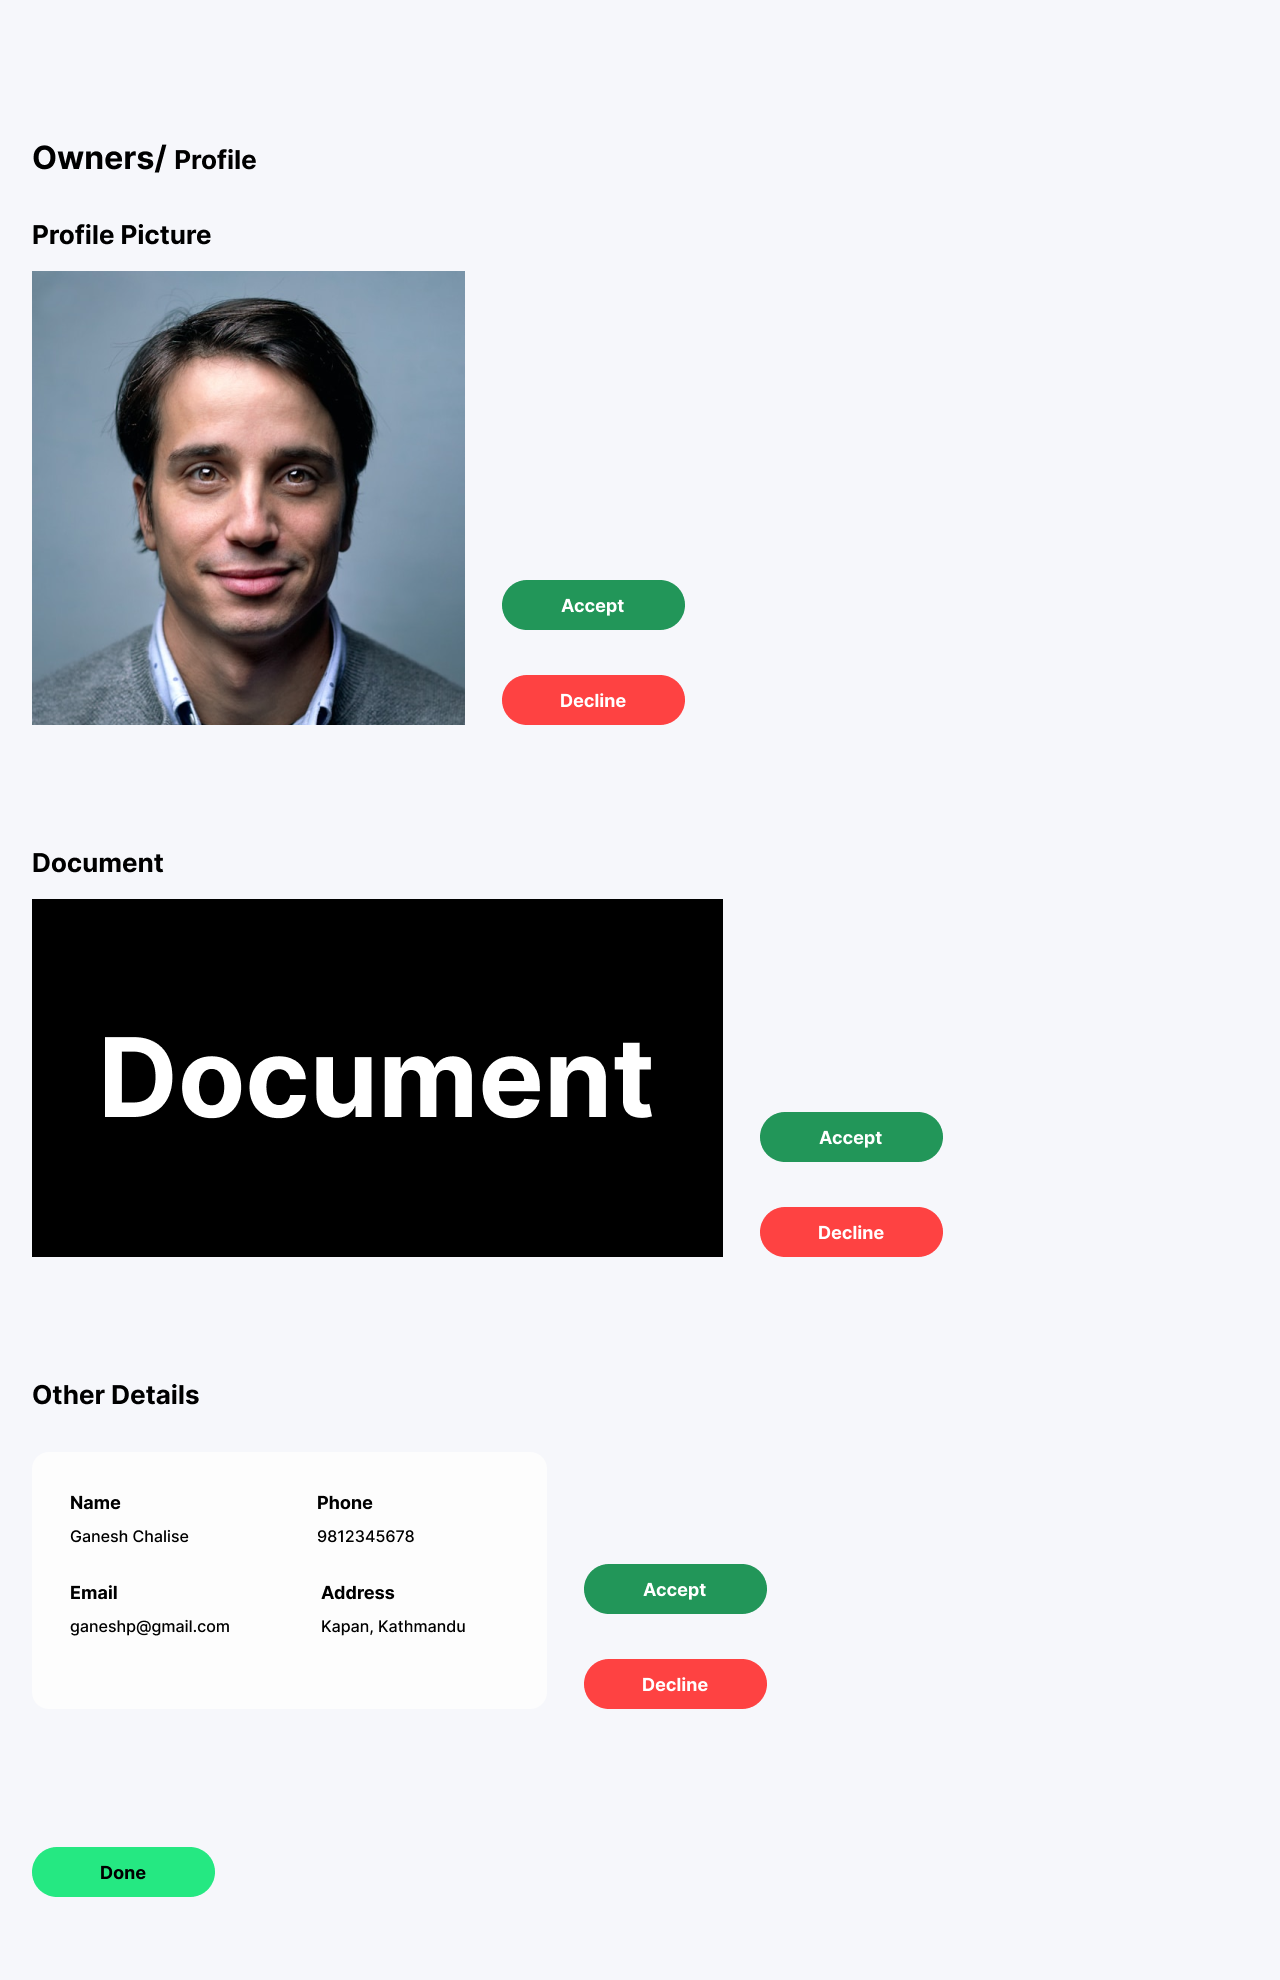 Owners/ Profile
Profile Picture
Accept
Decline
Document
Document
Accept
Decline
Other Details
Name Phone
Ganesh Chalise 9812345678
Email Address
ganeshp@gmail.com Kapan, Kathmandu
Accept
Decline
Done